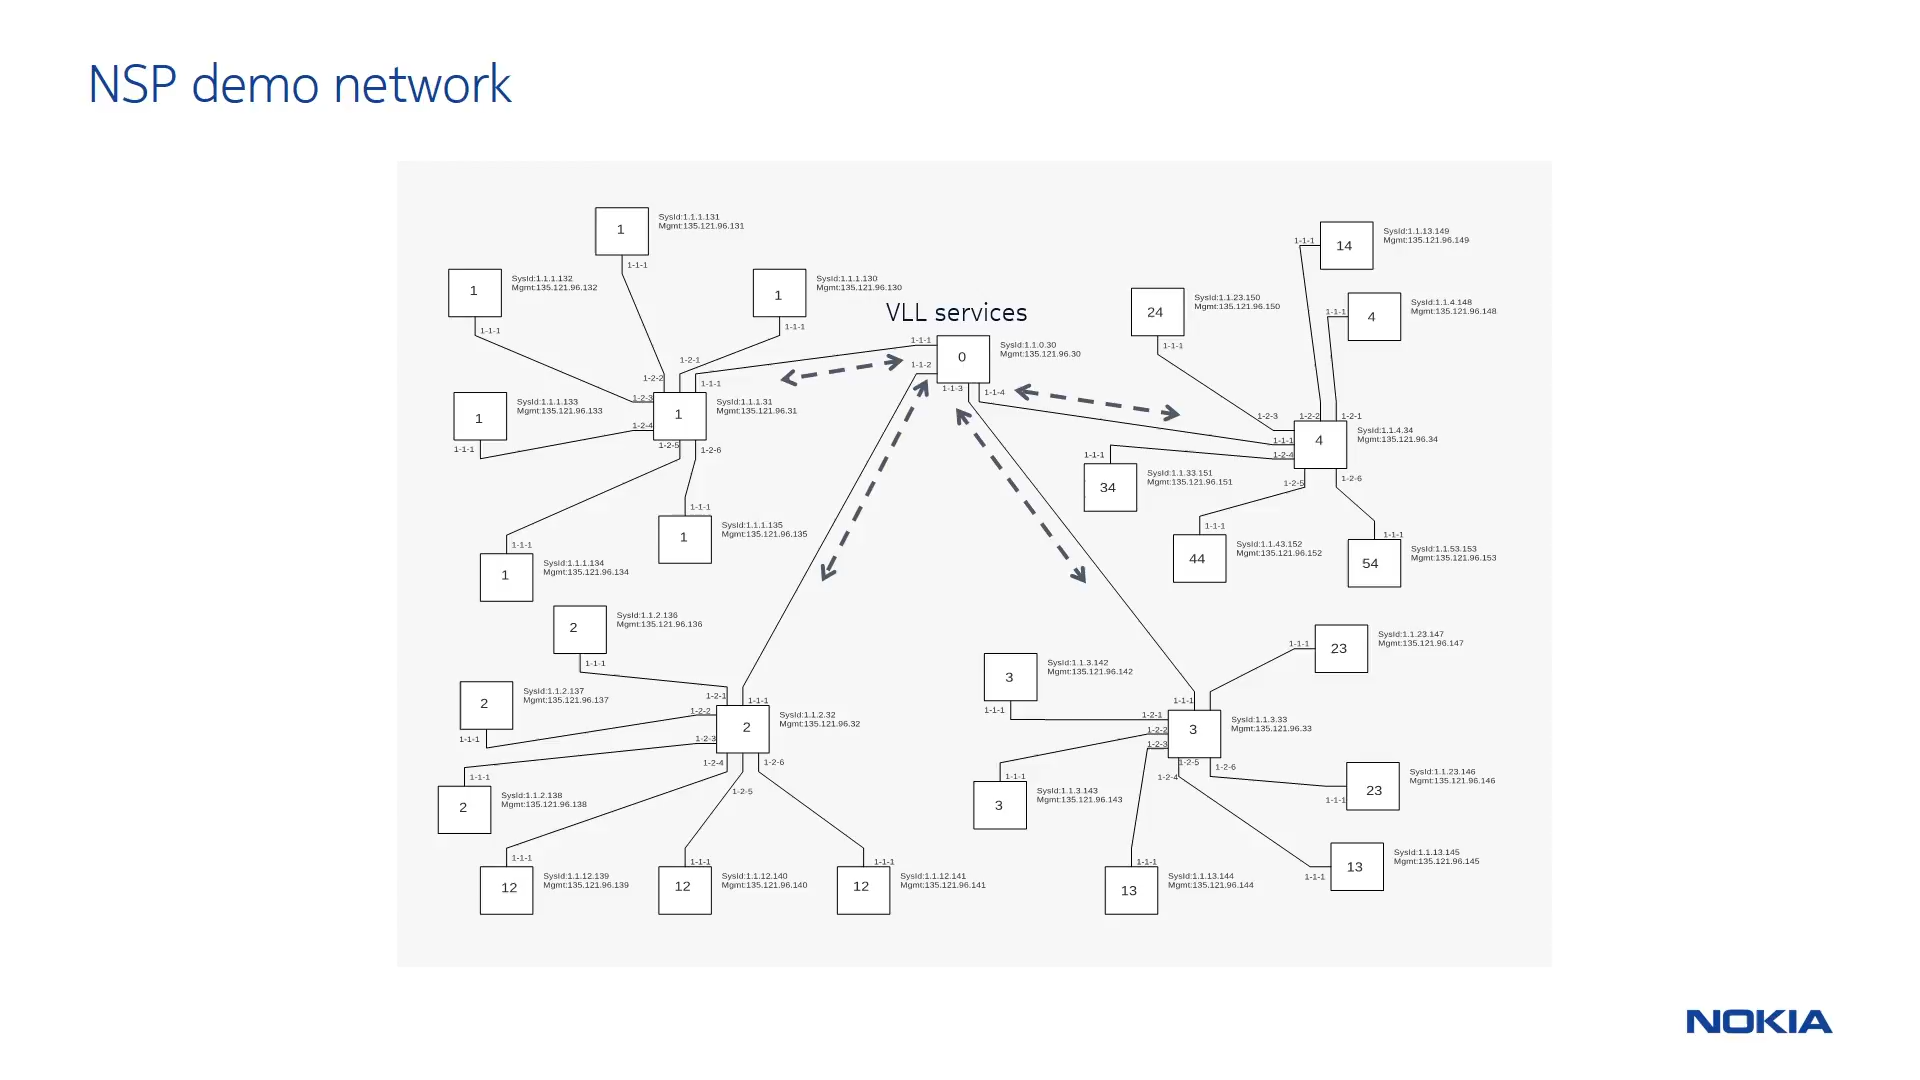 NSP demo network
1
SysId:1.1.1.131
Mgmt:135.121.96.131
1-1-1
1
SysId:1.1.1.132
Mgmt:135.121.96.132
1-1-1
1
SysId:1.1.1.130
Mgmt:135.121.96.130
1-1-1
1
SysId:1.1.1.133
Mgmt:135.121.96.133
1-1-1
1-2-1
1-2-2
1-1-1
1-2-3
1-2-4
1
SysId:1.1.1.31
Mgmt:135.121.96.31
1-2-5
1-2-6
1-1-1
1
SysId:1.1.1.135
Mgmt:135.121.96.135
1-1-1
1
SysId:1.1.1.134
Mgmt:135.121.96.134
VLL services
1-1-1
1-1-2
0
SysId:1.1.0.30
Mgmt:135.121.96.30
1-1-3
1-1-4
1-1-1
14
SysId:1.1.13.149
Mgmt:135.121.96.149
24
SysId:1.1.23.150
Mgmt:135.121.96.150
1-1-1
1-1-1
4
SysId:1.1.4.148
Mgmt:135.121.96.148
1-2-3
1-2-2
1-2-1
1-1-1
1-2-4
4
SysId:1.1.4.34
Mgmt:135.121.96.34
1-2-5
1-2-6
1-1-1
34
SysId:1.1.33.151
Mgmt:135.121.96.151
1-1-1
44
SysId:1.1.43.152
Mgmt:135.121.96.152
1-1-1
54
SysId:1.1.53.153
Mgmt:135.121.96.153
2
SysId:1.1.2.136
Mgmt:135.121.96.136
1-1-1
2
SysId:1.1.2.137
Mgmt:135.121.96.137
1-1-1
1-2-1
1-1-1
1-2-2
1-2-3
2
SysId:1.1.2.32
Mgmt:135.121.96.32
1-2-4
1-2-6
1-2-5
1-1-1
2
SysId:1.1.2.138
Mgmt:135.121.96.138
1-1-1
12
SysId:1.1.12.139
Mgmt:135.121.96.139
1-1-1
12
SysId:1.1.12.140
Mgmt:135.121.96.140
1-1-1
12
SysId:1.1.12.141
Mgmt:135.121.96.141
3
SysId:1.1.3.142
Mgmt:135.121.96.142
1-1-1
1-1-1
23
SysId:1.1.23.147
Mgmt:135.121.96.147
1-1-1
1-2-1
1-2-2
1-2-3
3
SysId:1.1.3.33
Mgmt:135.121.96.33
1-2-5
1-2-4
1-2-6
1-1-1
3
SysId:1.1.3.143
Mgmt:135.121.96.143
23
SysId:1.1.23.146
Mgmt:135.121.96.146
1-1-1
1-1-1
13
SysId:1.1.13.144
Mgmt:135.121.96.144
13
SysId:1.1.13.145
Mgmt:135.121.96.145
1-1-1
NOKIA